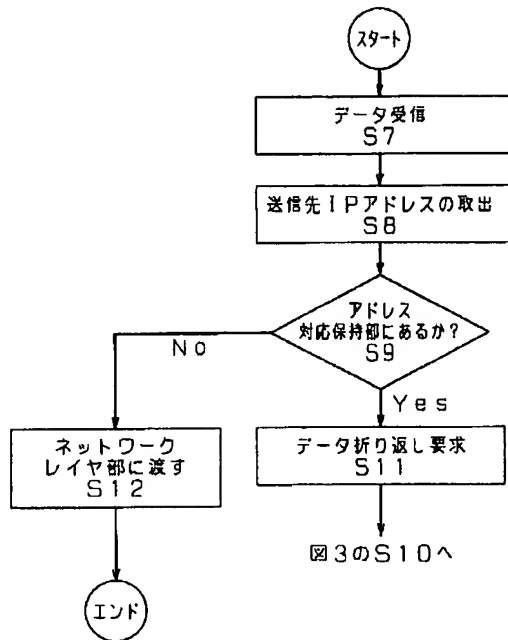 スタート
データ受信
S7
送信先IPアドレスの取出
S8
アドレス
対応保持部にあるか?
S9
No
Yes
ネットワーク
レイヤ部に渡す
S12
データ折り返し要求
S11
図3のS10へ
エンド